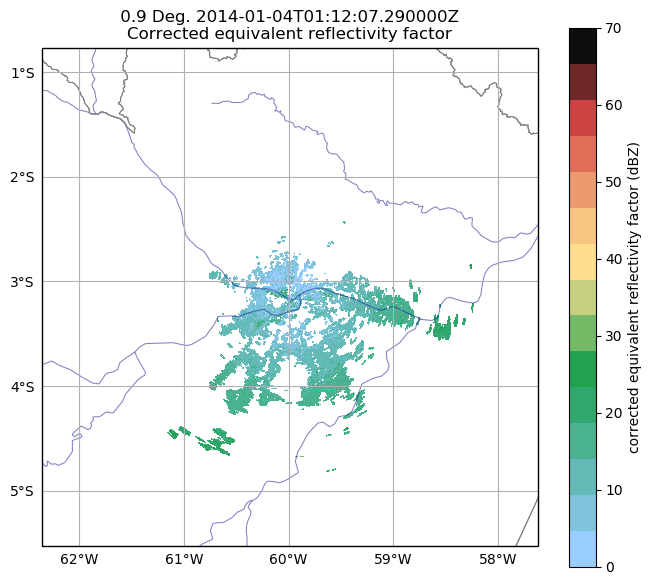 0.9 Deg. 2014-01-04T01:12:07.290000Z
Corrected equivalent reflectivity factor
1°S
2°S
3°S
4°S
5°S
62°W 61°W 60°W 59°W 58°W
70
60
50
40
30
20
10
0
corrected equivalent reflectivity factor (dBZ)